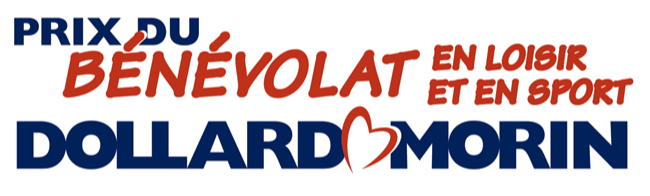 PRIX DU
BÉNÉVOLAT
EN LOISIR
ET EN SPORT
DOLLARD MORIN